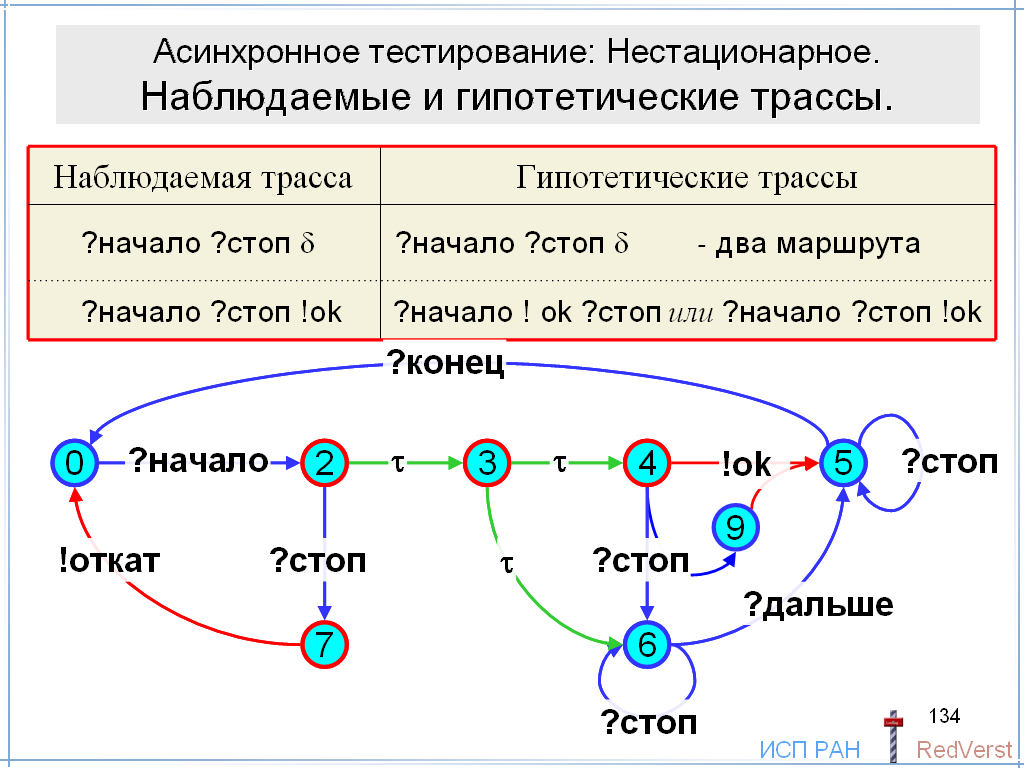 Асинхронное тестирование: Нестационарное.
Наблюдаемые и гипотетические трассы.
Наблюдаемая трасса Гипотетические трассы
?начало ?стоп δ ?начало ?стоп δ - два маршрута
?начало ?стоп !ok ?начало ! ok ?стоп или ?начало ?стоп !ok
?конец
0 ?начало 2 τ 3 τ 4 !ok 5 ?стоп
9
!откат ?стоп τ ?стоп
?дальше
7 6
?стоп
134
ИСП РАН RedVerst